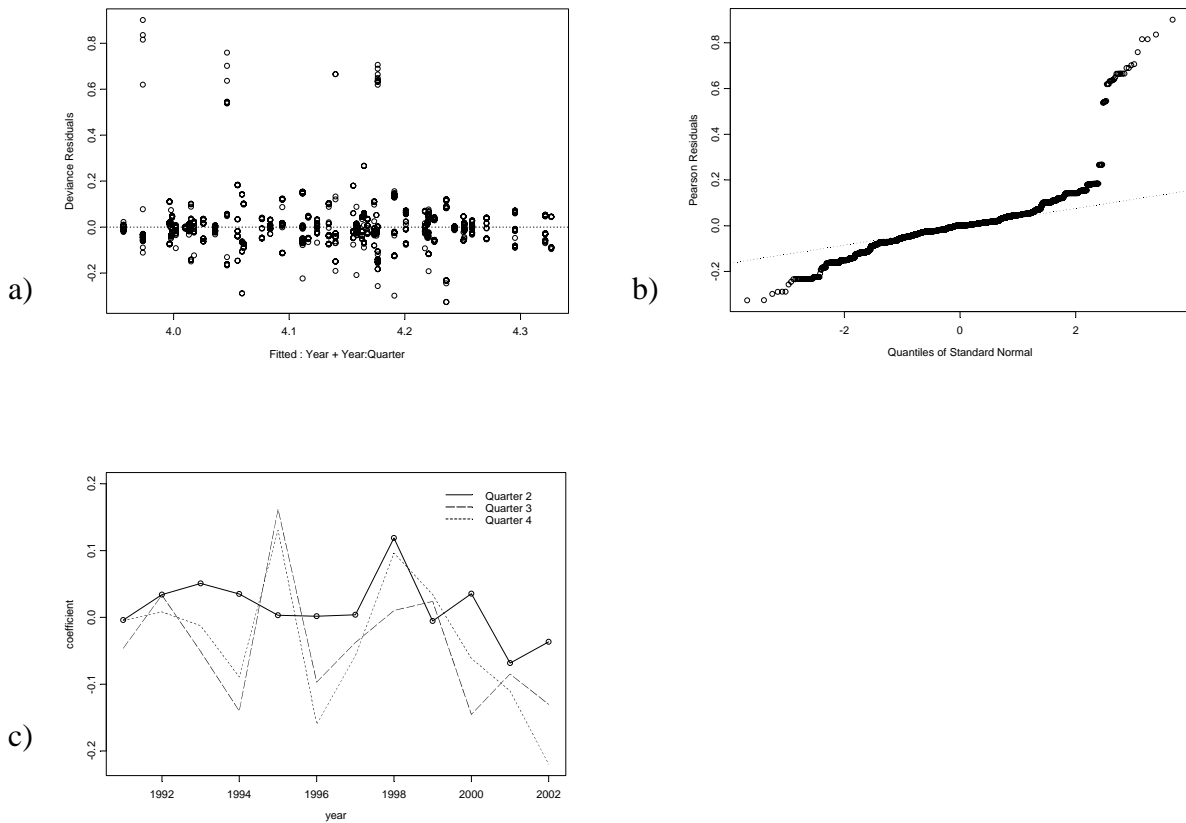 a)
Deviance Residuals
0.8
0.6
0.4
0.2
0.0
-0.2
4.0 4.1 4.2 4.3
Fitted : Year + Year:Quarter
b)
Pearson Residuals
0.8
0.6
0.4
0.2
0.0
-0.2
-2 0 2
Quantiles of Standard Normal
c)
coefficient
0.2
0.1
0.0
-0.1
-0.2
Quarter 2
Quarter 3
Quarter 4
1992 1994 1996 1998 2000 2002
year